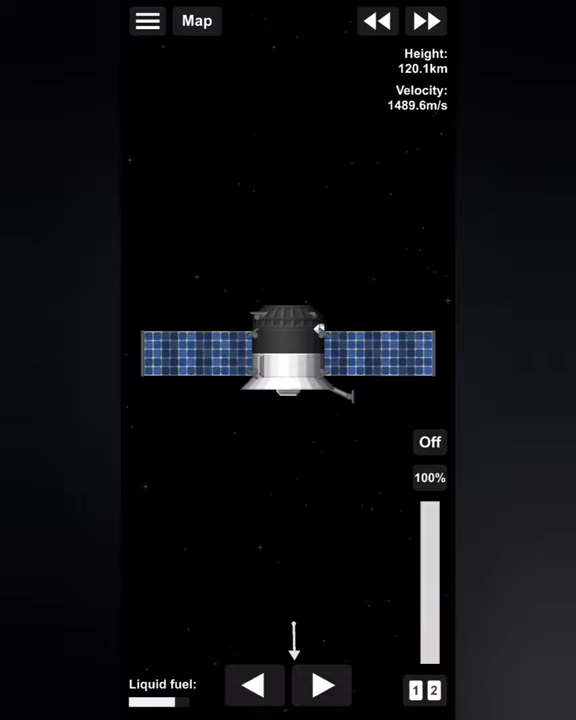 Map
Height:
120.1km
Velocity:
1489.6m/s
Off
100%
Liquid fuel:
1 2